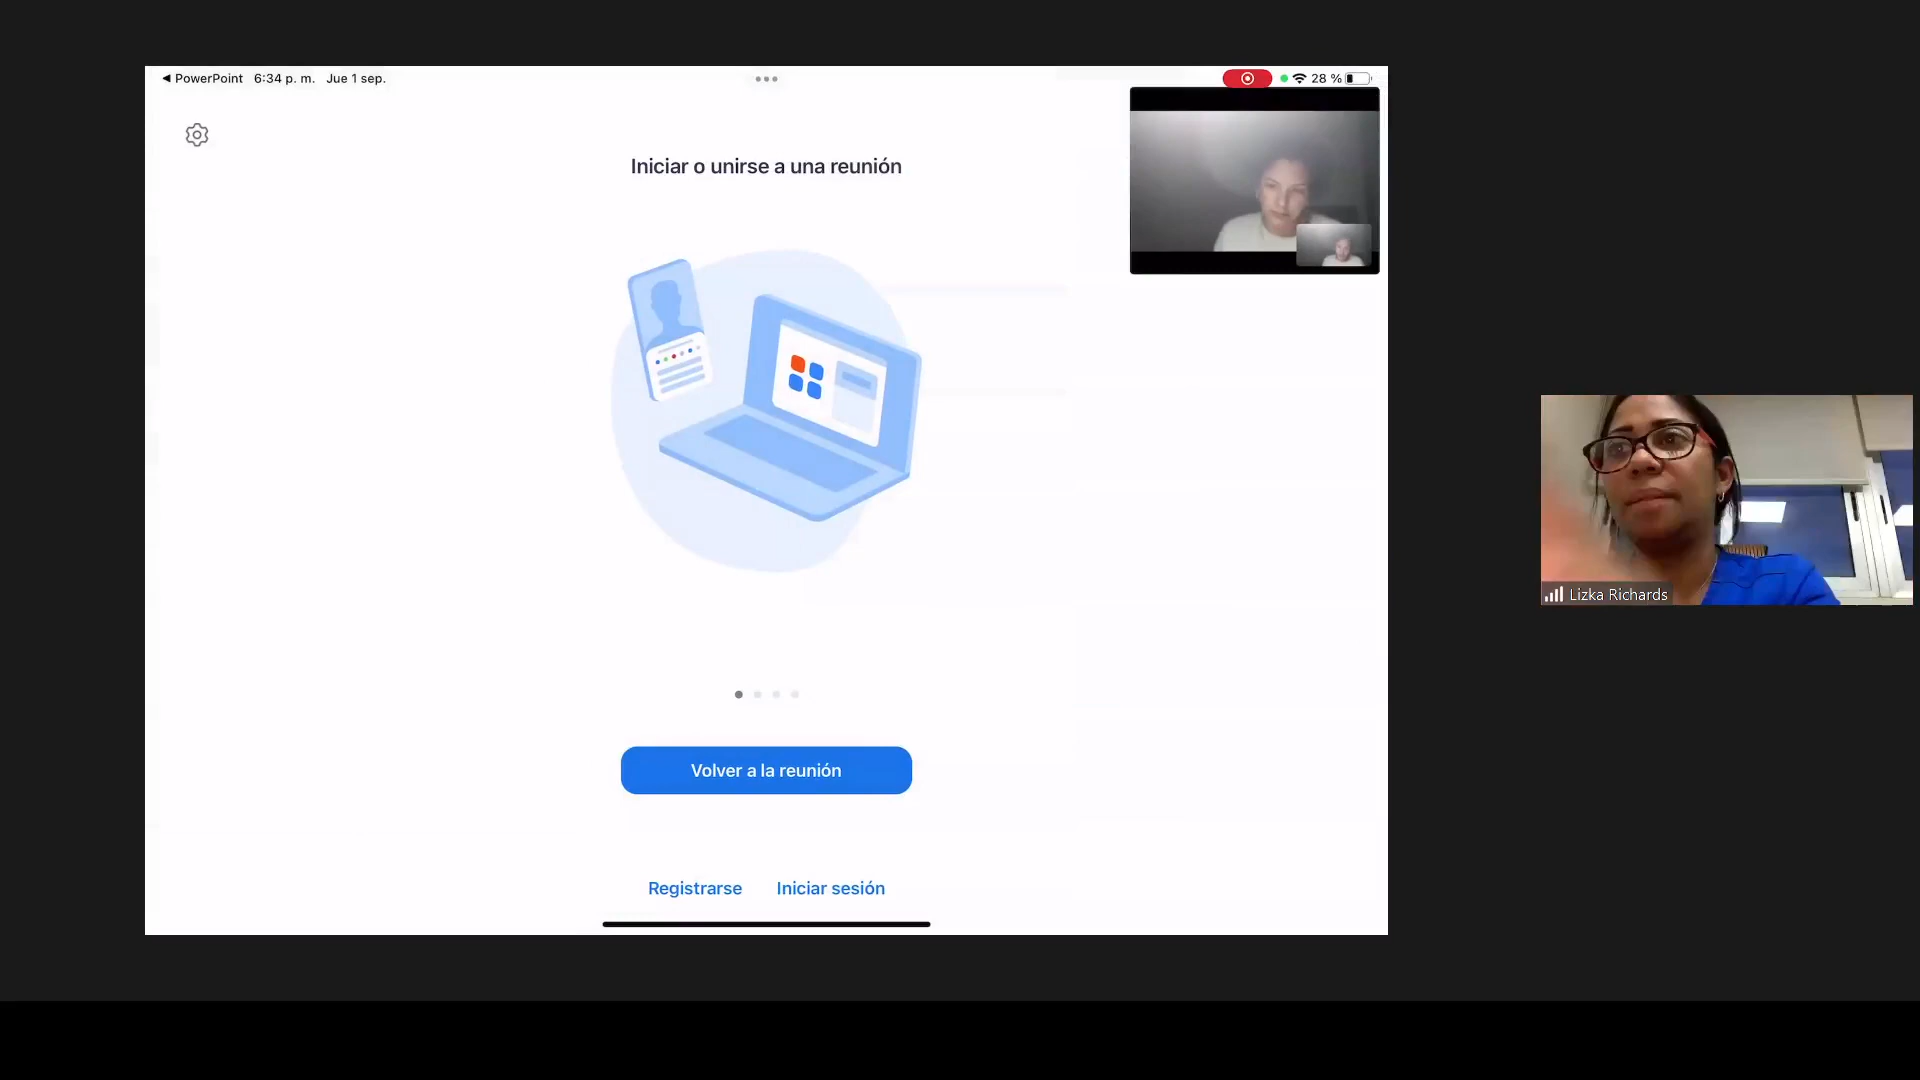 PowerPoint 6:34 p. m. Jue 1 sep. 28 %
Iniciar o unirse a una reunión
Volver a la reunión
Registrarse Iniciar sesión
Lizka Richards